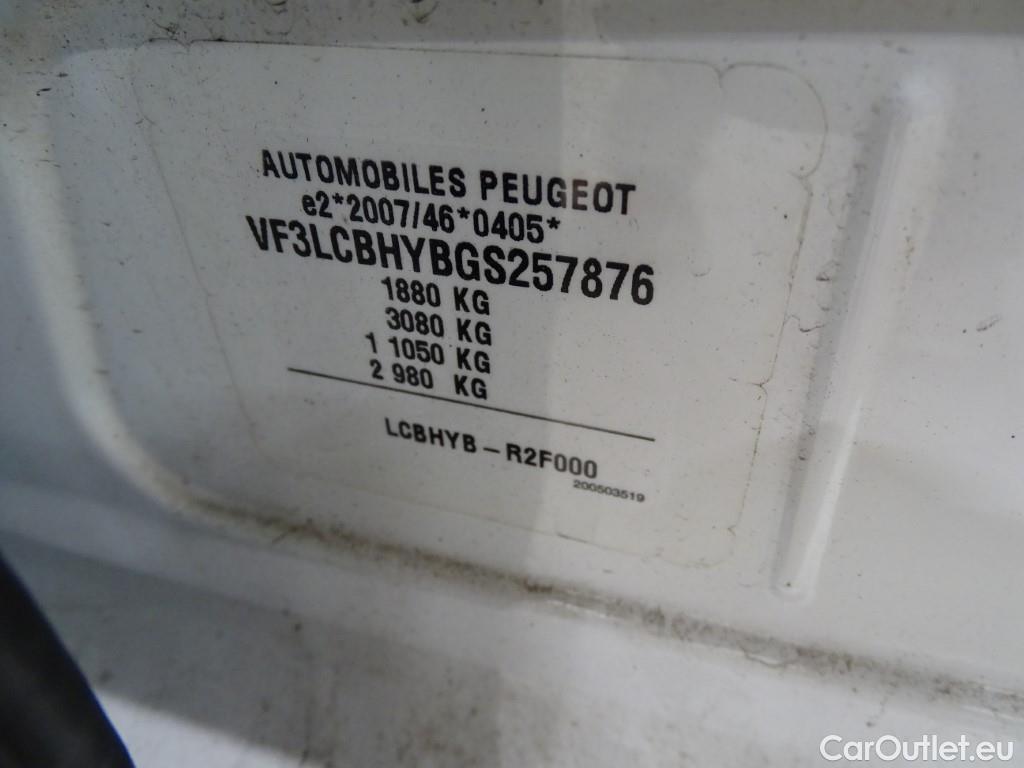 AUTOMOBILES PEUGEOT
e2*2007/46*0405*
VF3LCBHYBGS257876
1880 KG
3080 KG
1 1050 KG
2 980 KG
LCBHYB – R2F000
200503519
CarOutlet.eu